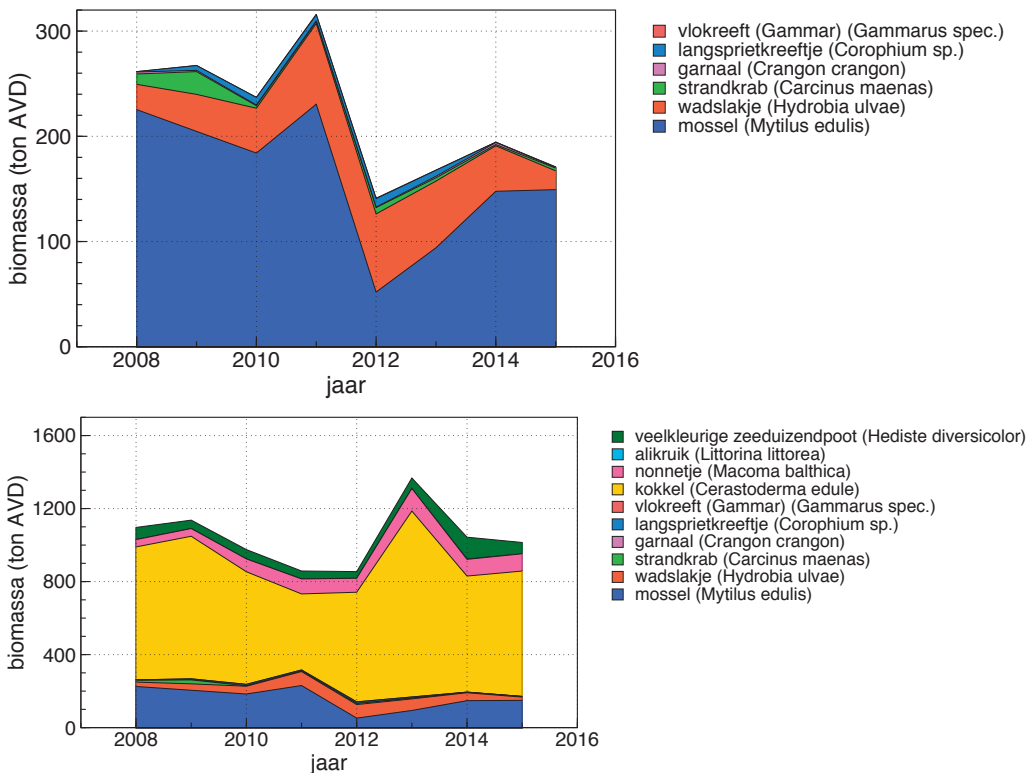 300
200
100
0
biomassa (ton AVD)
2008
2010
2012
2014
2016
jaar
vlokreeft (Gammar) (Gammarus spec.)
langsprietkreeftje (Corophium sp.)
garnaal (Crangon crangon)
strandkrab (Carcinus maenas)
wadslakje (Hydrobia ulvae)
mossel (Mytilus edulis)
1600
1200
800
400
0
biomassa (ton AVD)
2008
2010
2012
2014
2016
jaar
veelkleurige zeeduizendpoot (Hediste diversicolor)
alikruik (Littorina littorea)
nonnetje (Macoma balthica)
kokkel (Cerastoderma edule)
vlokreeft (Gammar) (Gammarus spec.)
langsprietkreeftje (Corophium sp.)
garnaal (Crangon crangon)
strandkrab (Carcinus maenas)
wadslakje (Hydrobia ulvae)
mossel (Mytilus edulis)